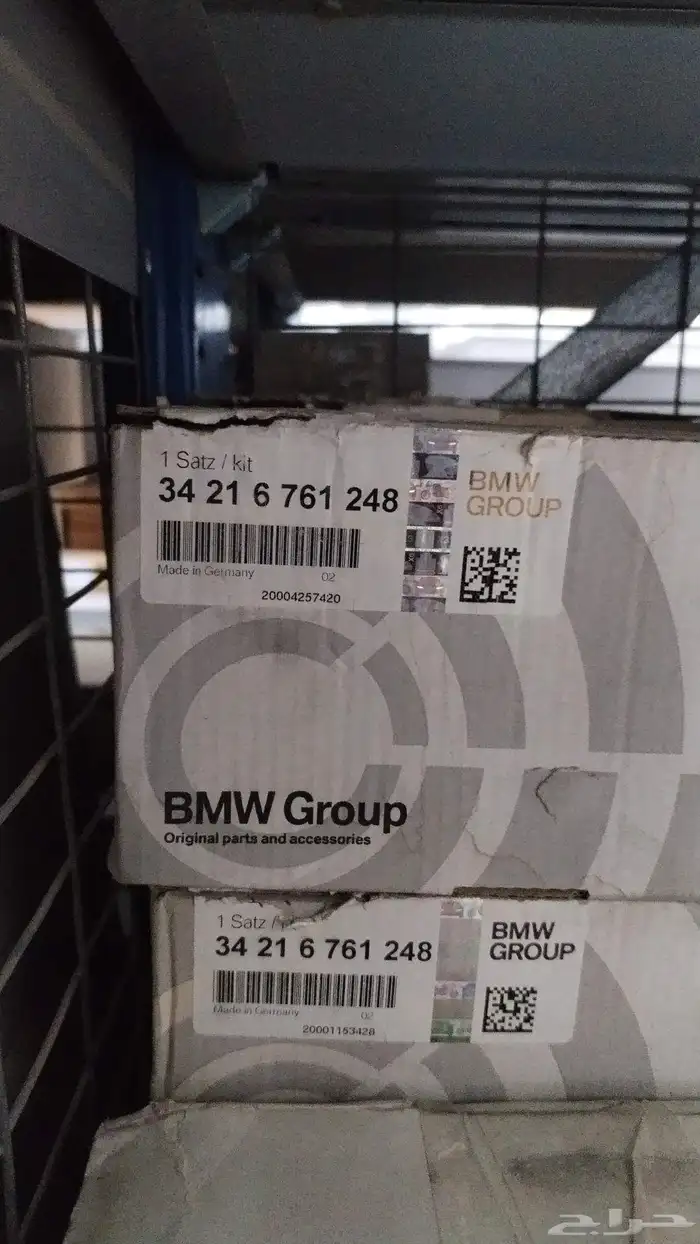 1 Satz / kit
34 21 6 761 248
Made in Germany
02
20004257420
BMW
GROUP
BMW Group
Original parts and accessories
1 Satz /
34 21 6 761 248
Made in Germany
02
20001153428
BMW
GROUP
حراج